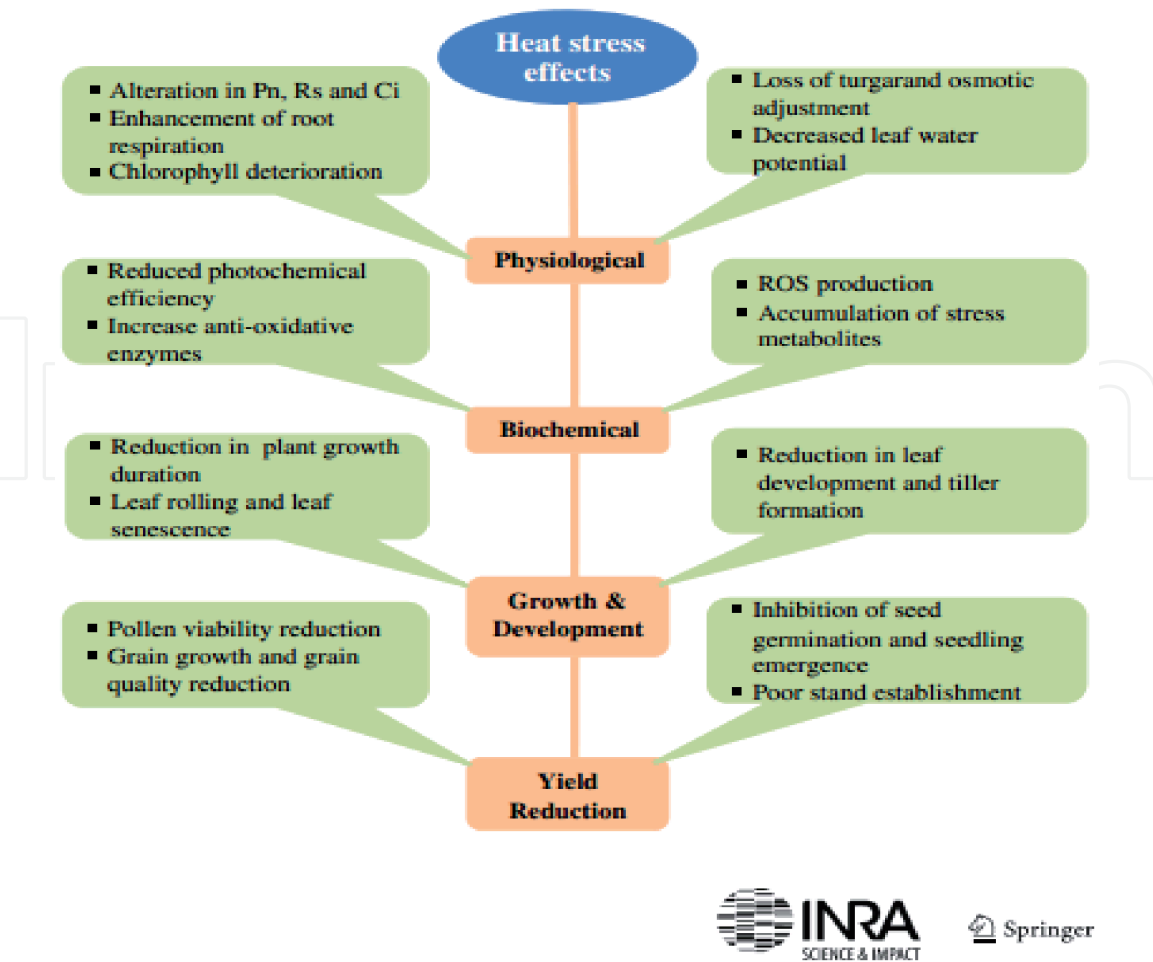 Heat stress
effects
▪ Alteration in Pn, Rs and Ci
▪ Enhancement of root
respiration
▪ Chlorophyll deterioration
▪ Loss of turgarand osmotic
adjustment
▪ Decreased leaf water
potential
Physiological
▪ Reduced photochemical
efficiency
▪ Increase anti-oxidative
enzymes
▪ ROS production
▪ Accumulation of stress
metabolites
Biochemical
▪ Reduction in plant growth
duration
▪ Leaf rolling and leaf
senescence
▪ Reduction in leaf
development and tiller
formation
Growth &
Development
▪ Pollen viability reduction
▪ Grain growth and grain
quality reduction
▪ Inhibition of seed
germination and seedling
emergence
▪ Poor stand establishment
Yield
Reduction
INRA
SCIENCE & IMPACT
Springer